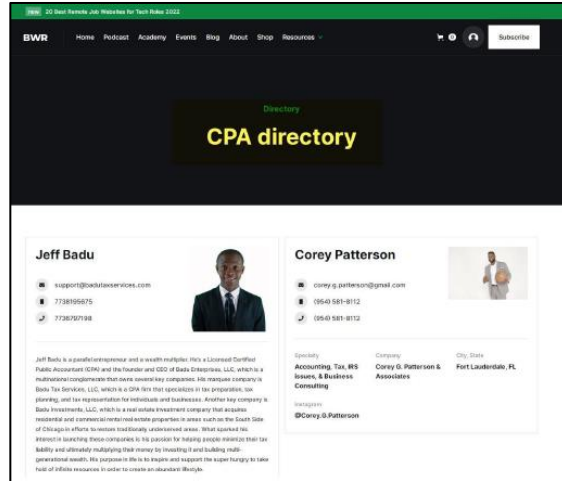 new 20 Best Remote Job Websites for Tech Roles 2022
BWR Home Podcast Academy Events Blog About Shop Resources 0 Subscribe
Directory
CPA directory
Jeff Badu
support@badutaxservices.com
7738195675
7738797198
Jeff Badu is a parallel entrepreneur and a wealth multiplier. He's a Licensed Certified
Public Accountant (CPA) and the founder and CEO of Badu Enterprises, LLC, which is a
multinational conglomerate that owns several key companies. His marquee company is
Badu Tax Services, LLC, which is a CPA firm that specializes in tax preparation, tax
planning, and tax representation for individuals and businesses. Another key company is
Badu Investments, LLC, which is a real estate investment company that acquires
residential and commercial rental real estate properties in areas such as the South Side
of Chicago in efforts to restore traditionally underserved areas. What sparked his
interest in launching these companies is his passion for helping people minimize their tax
liability and ultimately multiplying their money by investing it and building multi-
generational wealth. His purpose in life is to inspire and support the super hungry to take
hold of infinite resources in order to create an abundant lifestyle.
Corey Patterson
corey.g.patterson@gmail.com
(954) 581-8112
(954) 581-8112
Specialty Company City, State
Accounting, Tax, IRS Corey G. Patterson & Fort Lauderdale, FL
issues, & Business Associates
Consulting
Instagram
@Corey.G.Patterson